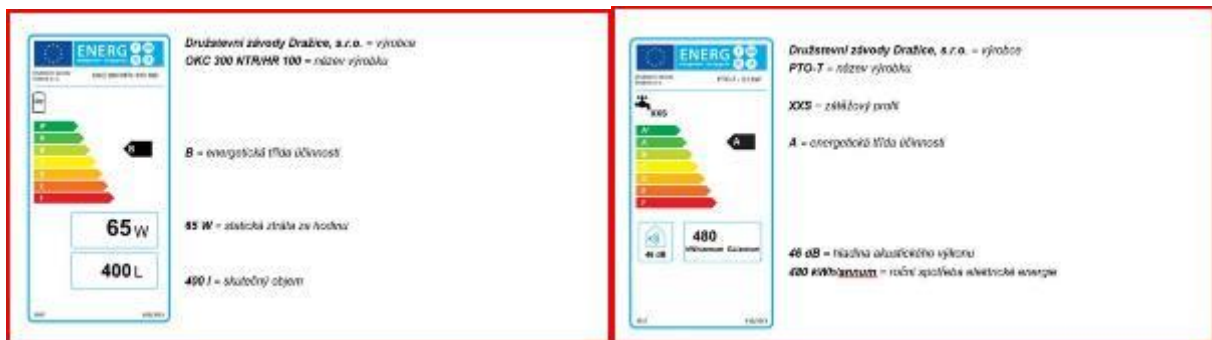 ENERG
Družstevní závody Dražice, s.r.o. = výrobce
OKC 300 NTR/HR 100 = název výrobku
B
B = energetická třída účinnosti
65 W
65 W = statická ztráta za hodinu
400 L
400 l = skutečný objem
ENERG
Družstevní závody Dražice, s.r.o. = výrobce
PTO-T = název výrobku
XXS
XXS = zátěžový profil
A
A = energetická třída účinnosti
46 dB
480
46 dB = hladina akustického výkonu
480 kWh/annum = roční spotřeba elektrické energie